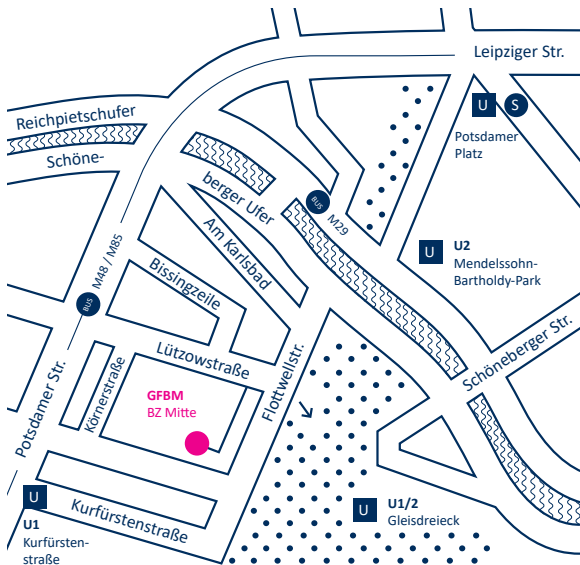 Leipziger Str.
U
S
Potsdamer
Platz
Reichpietschufer
Schöne-
berger Ufer
BUS
M29
Am Karlsbad
U
U2
Mendelssohn-
Bartholdy-Park
BUS
M48 / M85
Bissingzeile
Schöneberger Str.
Lützowstraße
Flottwellstr.
Potsdamer Str.
Körnerstraße
GFBM
BZ Mitte
U
U1
Kurfürsten-
straße
Kurfürstenstraße
U
U1/2
Gleisdreieck